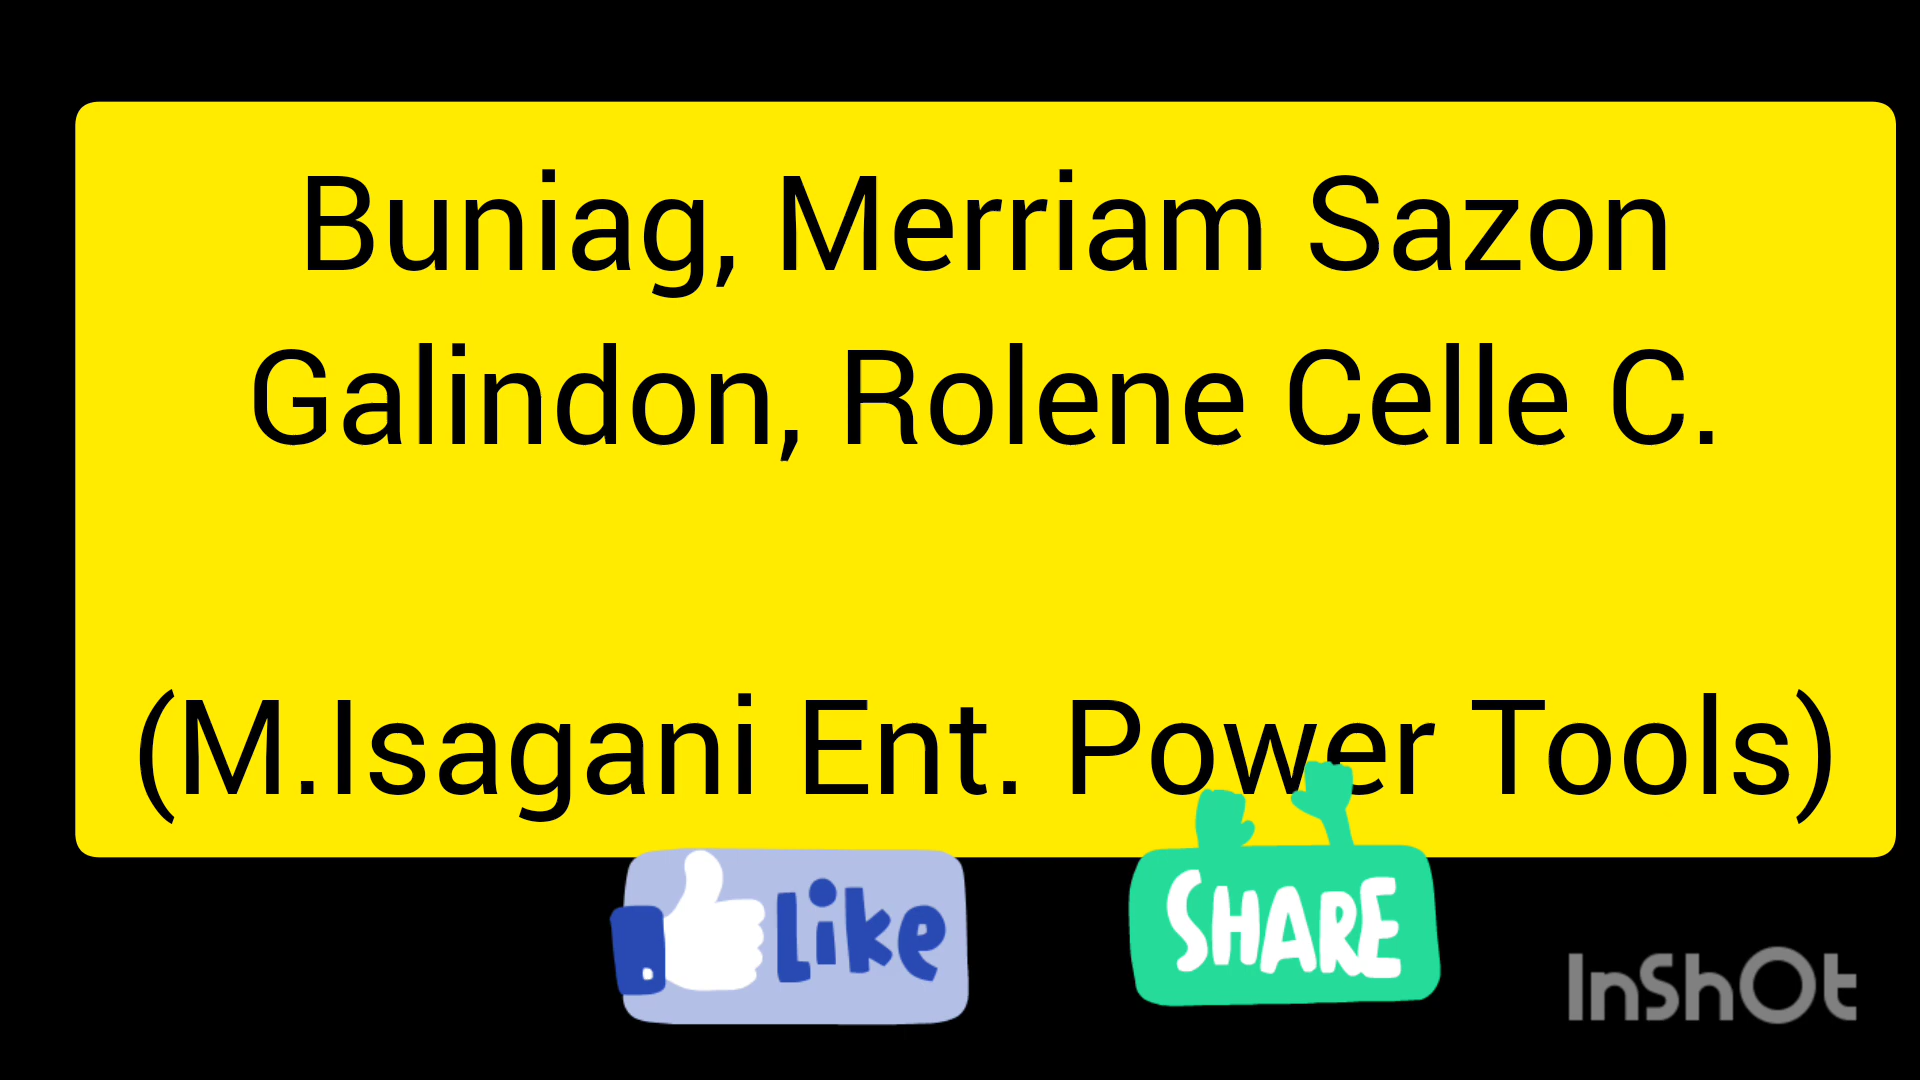 Buniag, Merriam Sazon
Galindon, Rolene Celle C.
(M.Isagani Ent. Power Tools)
Like
SHARE
InShOt